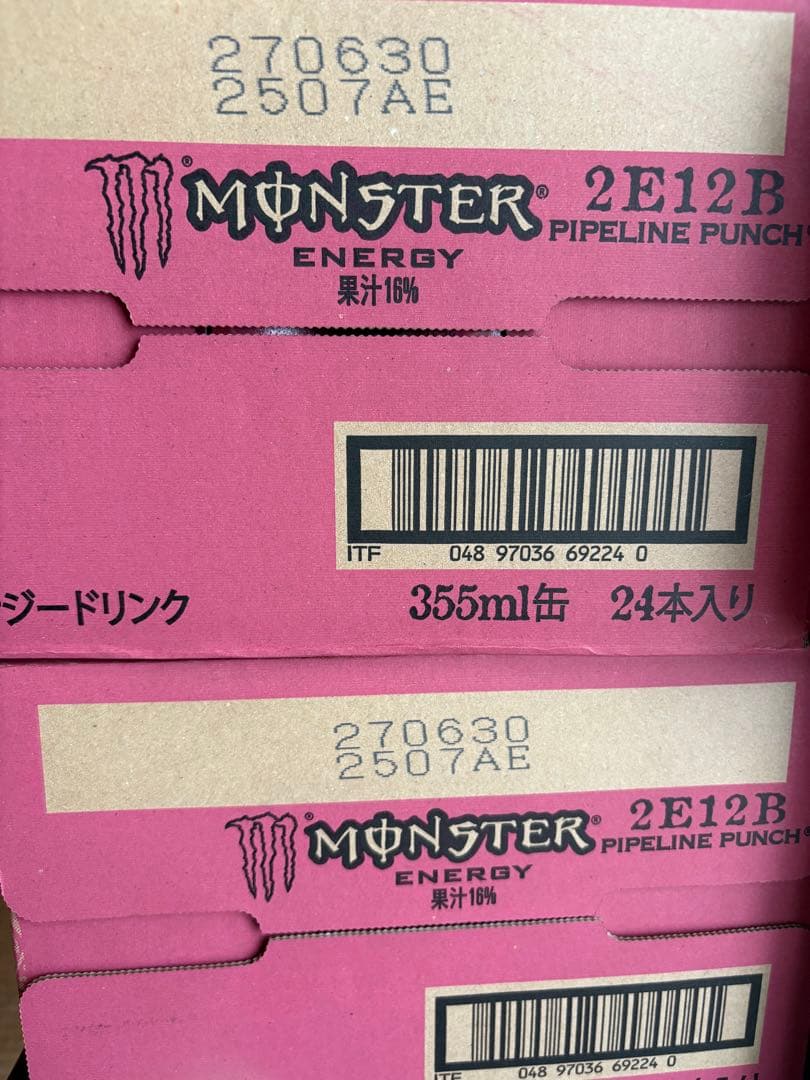 270630
2507AE
MONSTER® 2E12B
ENERGY PIPELINE PUNCH®
果汁16%
ITF 048 97036 69224 0
ージードリンク 355ml缶 24本入り
270630
2507AE
MONSTER® 2E12B
ENERGY PIPELINE PUNCH®
果汁16%
ITF 048 97036 69224 0